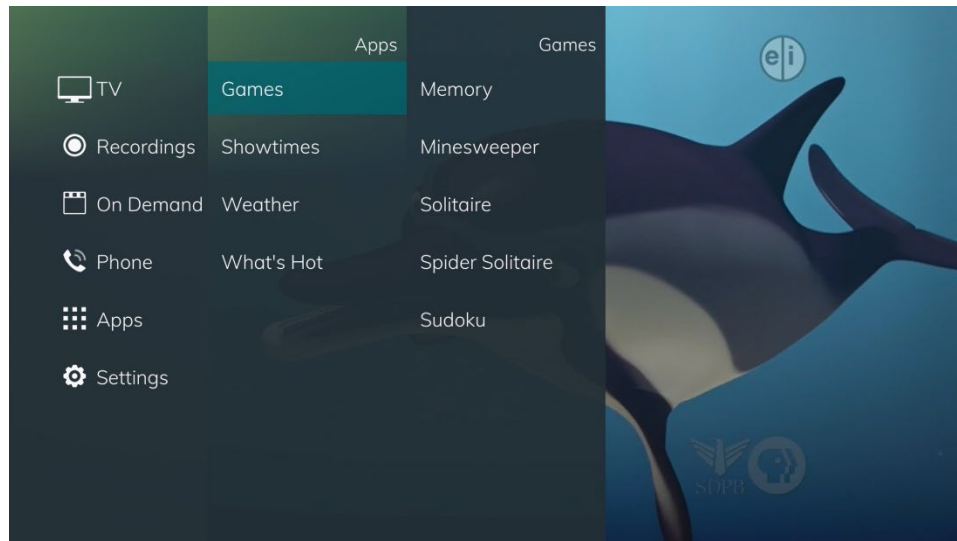 Apps
Games
TV
Games
Memory
Recordings
Showtimes
Minesweeper
On Demand
Weather
Solitaire
Phone
What's Hot
Spider Solitaire
Apps
Sudoku
Settings
e|i
SDPB